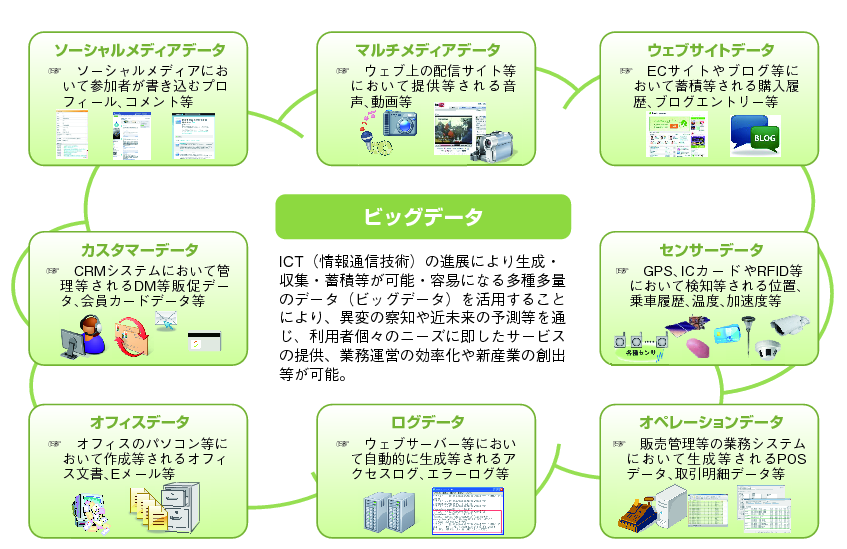 ソーシャルメディアデータ
ソーシャルメディアにお
いて参加者が書き込むプロ
フィール、コメント等
マルチメディアデータ
ウェブ上の配信サイト等
において提供等される音
声、動画等
ウェブサイトデータ
ECサイトやブログ等に
おいて蓄積等される購入履
歴、ブログエントリー等
BLOG
ビッグデータ
ICT（情報通信技術）の進展により生成・
収集・蓄積等が可能・容易になる多種多量
のデータ（ビッグデータ）を活用すること
により、異変の察知や近未来の予測等を通
じ、利用者個々のニーズに即したサービス
の提供、業務運営の効率化や新産業の創出
等が可能。
カスタマーデータ
CRMシステムにおいて管
理等されるDM等販促デー
タ、会員カードデータ等
センサーデータ
GPS、ICカードやRFID等
において検知等される位置、
乗車履歴、温度、加速度等
各種センサ
オフィスデータ
オフィスのパソコン等に
おいて作成等されるオフィ
ス文書、Eメール等
ログデータ
ウェブサーバー等におい
て自動的に生成等されるア
クセスログ、エラーログ等
オペレーションデータ
販売管理等の業務システム
において生成等されるPOS
データ、取引明細データ等